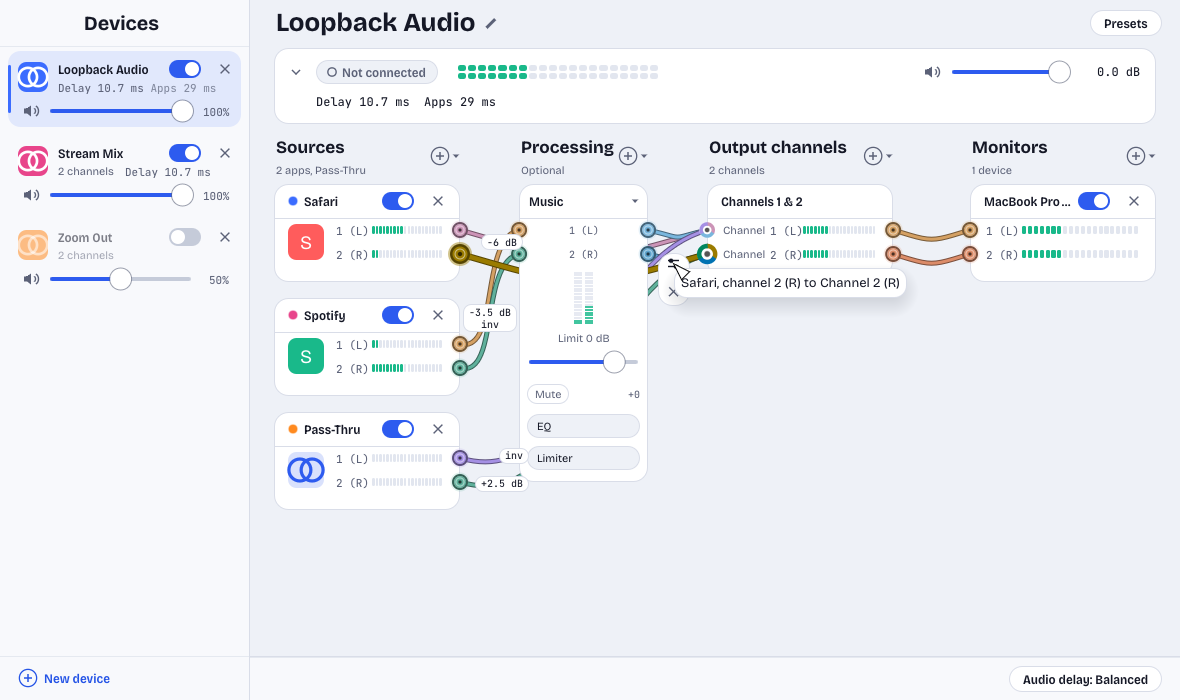 Devices
Loopback Audio
Delay 10.7 ms Apps 29 ms
100%
Stream Mix
2 channels Delay 10.7 ms
100%
Zoom Out
2 channels
50%
New device
Loopback Audio
Presets
Not connected
0.0 dB
Delay 10.7 ms Apps 29 ms
Sources
2 apps, Pass-Thru
Processing
Optional
Output channels
2 channels
Monitors
1 device
Safari
S
1 (L)
2 (R)
-6 dB
Spotify
S
1 (L)
2 (R)
-3.5 dB
inv
Pass-Thru
1 (L)
2 (R)
inv
+2.5 dB
Music
1 (L)
2 (R)
Limit 0 dB
Mute +0
EQ
Limiter
Channels 1 & 2
Channel 1 (L)
Channel 2 (R)
Safari, channel 2 (R) to Channel 2 (R)
MacBook Pro...
1 (L)
2 (R)
Audio delay: Balanced